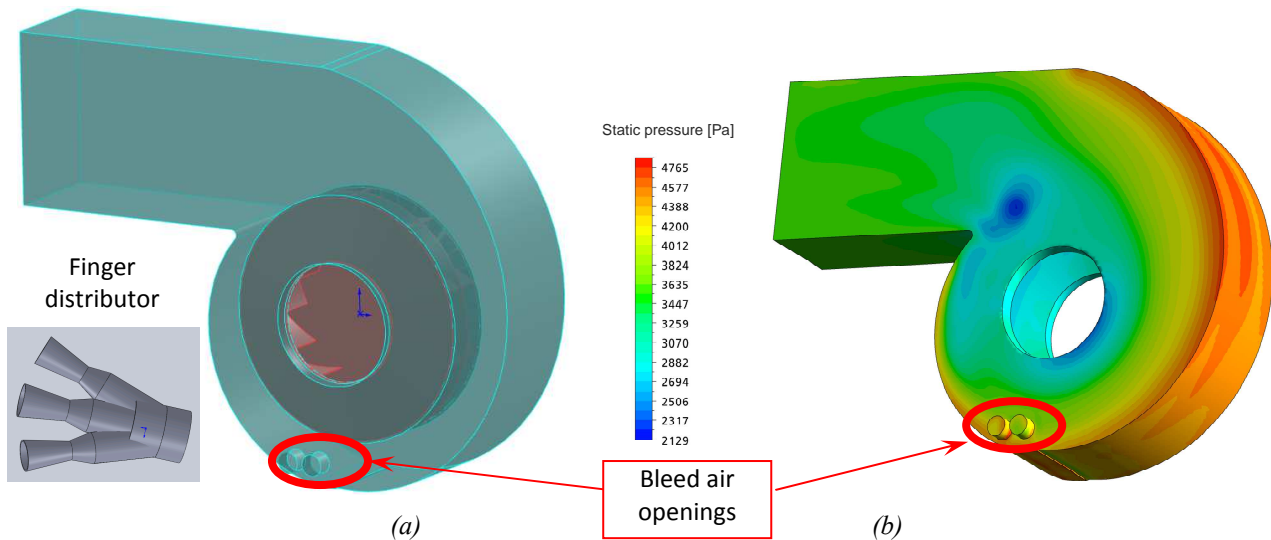 Static pressure [Pa]
4765
4577
4388
4200
4012
3824
3635
3447
3259
3070
2882
2694
2506
2317
2129
Finger
distributor
Bleed air
openings
(a)
(b)